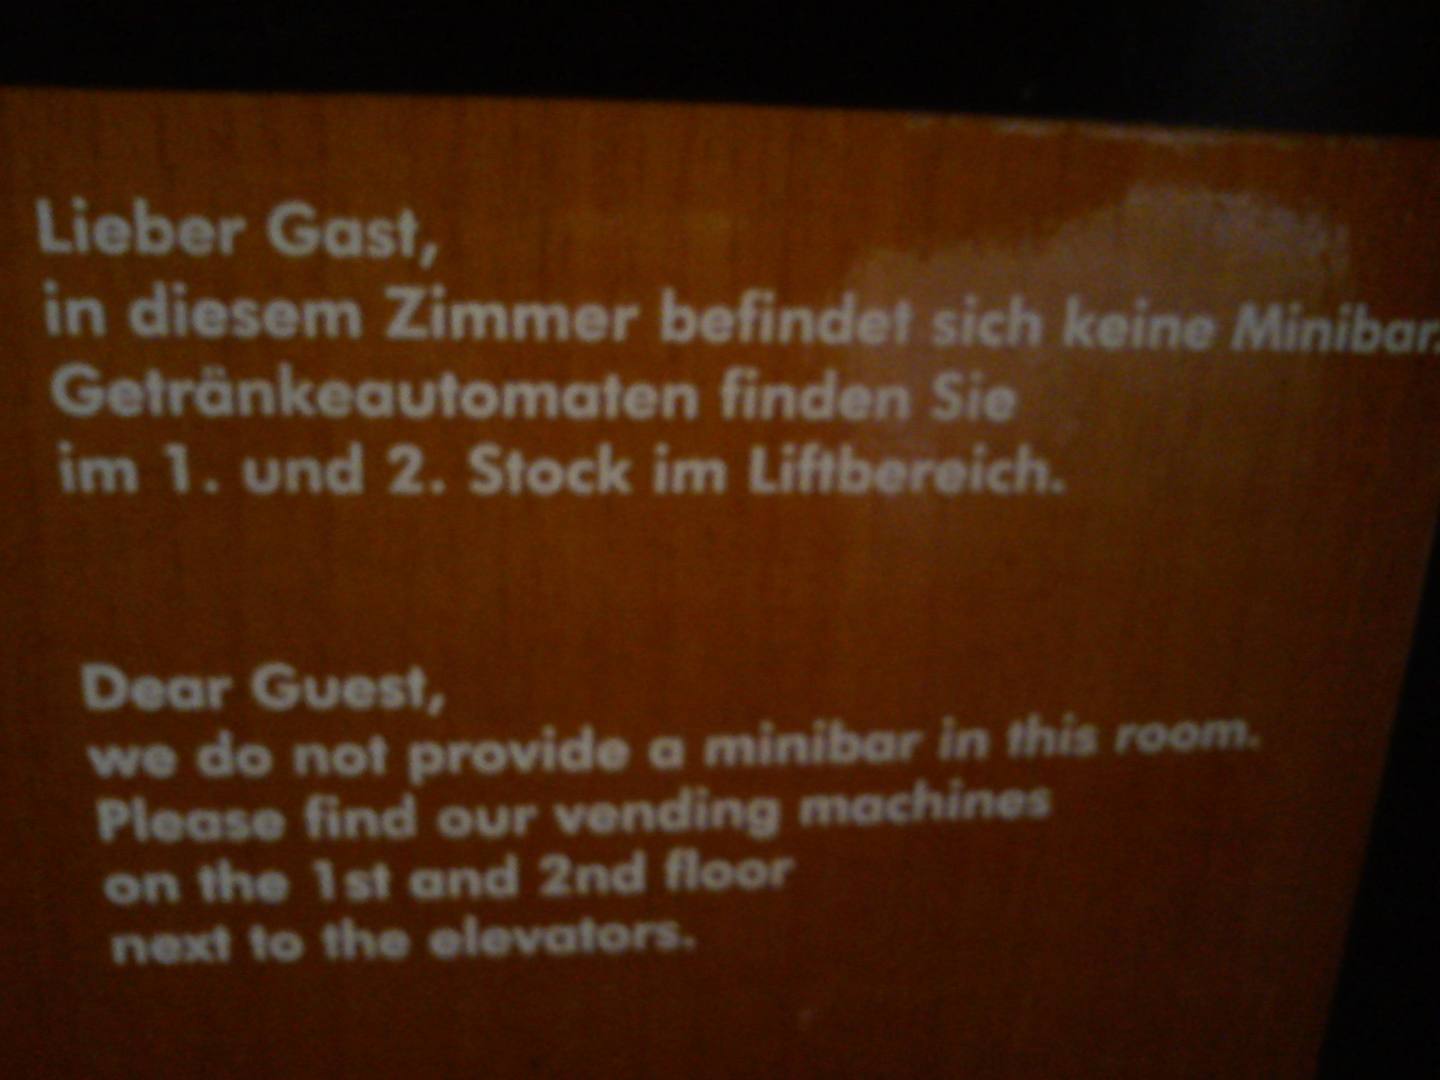 Lieber Gast,
in diesem Zimmer befindet sich keine Minibar.
Getränkeautomaten finden Sie
im 1. und 2. Stock im Liftbereich.
Dear Guest,
we do not provide a minibar in this room.
Please find our vending machines
on the 1st and 2nd floor
next to the elevators.